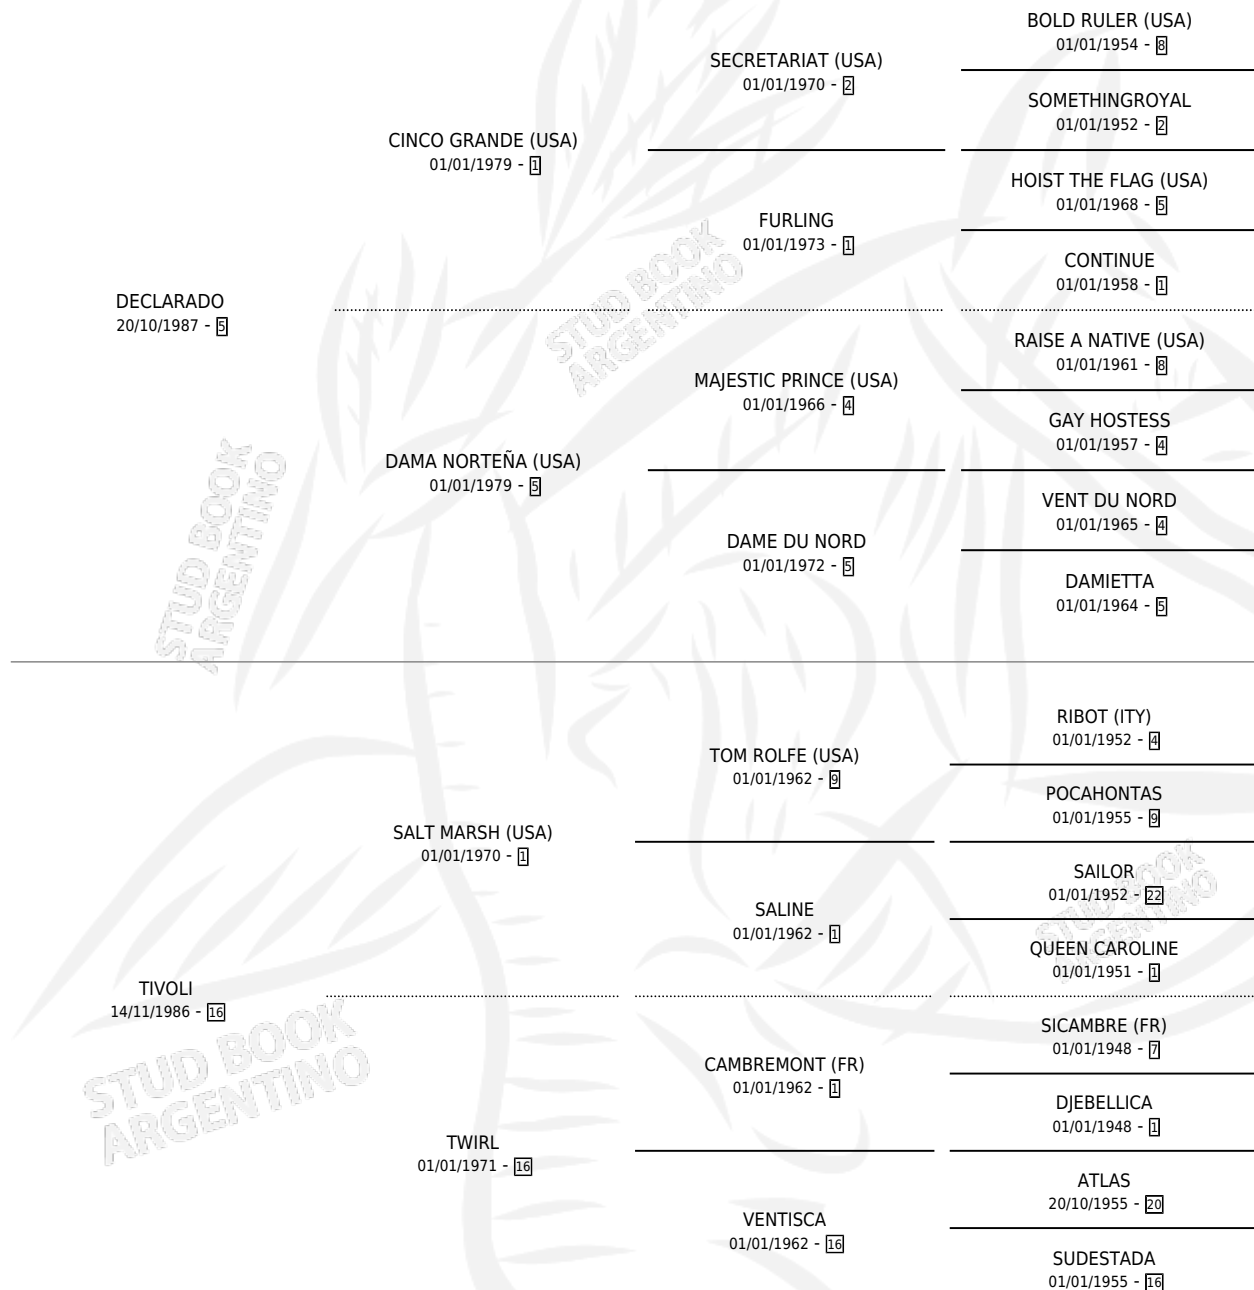 BOLD RULER (USA)
01/01/1954 - 8
SECRETARIAT (USA)
01/01/1970 - 2
SOMETHINGROYAL
01/01/1952 - 2
CINCO GRANDE (USA)
01/01/1979 - 1
HOIST THE FLAG (USA)
01/01/1968 - 5
FURLING
01/01/1973 - 1
CONTINUE
01/01/1958 - 1
DECLARADO
20/10/1987 - 5
RAISE A NATIVE (USA)
01/01/1961 - 8
MAJESTIC PRINCE (USA)
01/01/1966 - 4
GAY HOSTESS
01/01/1957 - 4
DAMA NORTEÑA (USA)
01/01/1979 - 5
VENT DU NORD
01/01/1965 - 4
DAME DU NORD
01/01/1972 - 5
DAMIETTA
01/01/1964 - 5
RIBOT (ITY)
01/01/1952 - 4
TOM ROLFE (USA)
01/01/1962 - 9
POCAHONTAS
01/01/1955 - 9
SALT MARSH (USA)
01/01/1970 - 1
SAILOR
01/01/1952 - 22
SALINE
01/01/1962 - 1
QUEEN CAROLINE
01/01/1951 - 1
TIVOLI
14/11/1986 - 16
SICAMBRE (FR)
01/01/1948 - 7
CAMBREMONT (FR)
01/01/1962 - 1
DJEBELLICA
01/01/1948 - 1
TWIRL
01/01/1971 - 16
ATLAS
20/10/1955 - 20
VENTISCA
01/01/1962 - 16
SUDESTADA
01/01/1955 - 16
STUD BOOK
ARGENTINO
STUD BOOK
ARGENTINO
STUD BOOK
ARGENTINO
STUD BOOK
ARGENTINO